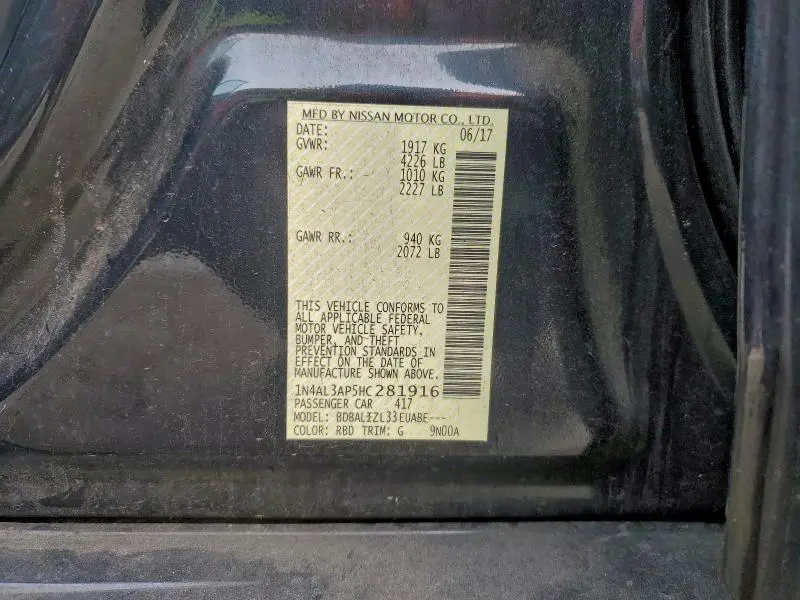 MFD BY NISSAN MOTOR CO., LTD.
DATE: 06/17
GVWR: 1917 KG
4226 LB
GAWR FR.: 1010 KG
2227 LB
GAWR RR.: 940 KG
2072 LB
THIS VEHICLE CONFORMS TO
ALL APPLICABLE FEDERAL
MOTOR VEHICLE SAFETY,
BUMPER, AND THEFT
PREVENTION STANDARDS IN
EFFECT ON THE DATE OF
MANUFACTURE SHOWN ABOVE.
1N4AL3AP5HC281916
PASSENGER CAR 417
MODEL: BDBALIZL33EUABE---
COLOR: RBD TRIM: G 9N00A